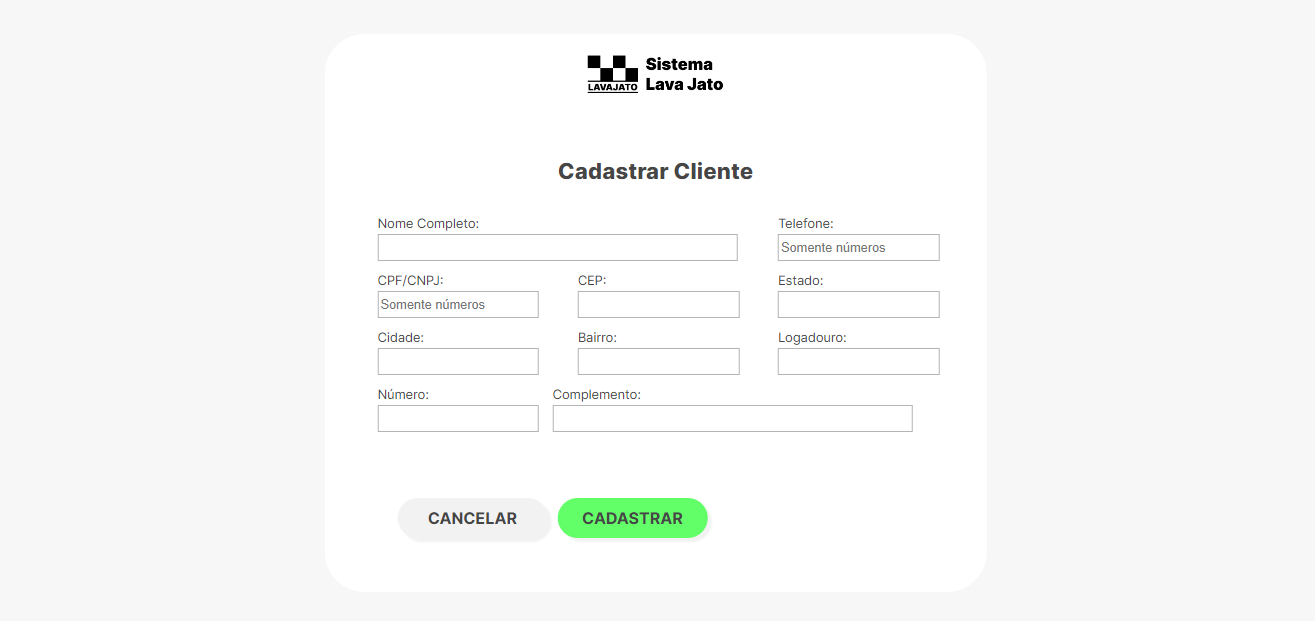 LAVAJATO
Sistema
Lava Jato
Cadastrar Cliente
Nome Completo: Telefone:
Somente números
CPF/CNPJ: CEP: Estado:
Somente números
Cidade: Bairro: Logadouro:
Número: Complemento:
CANCELAR CADASTRAR